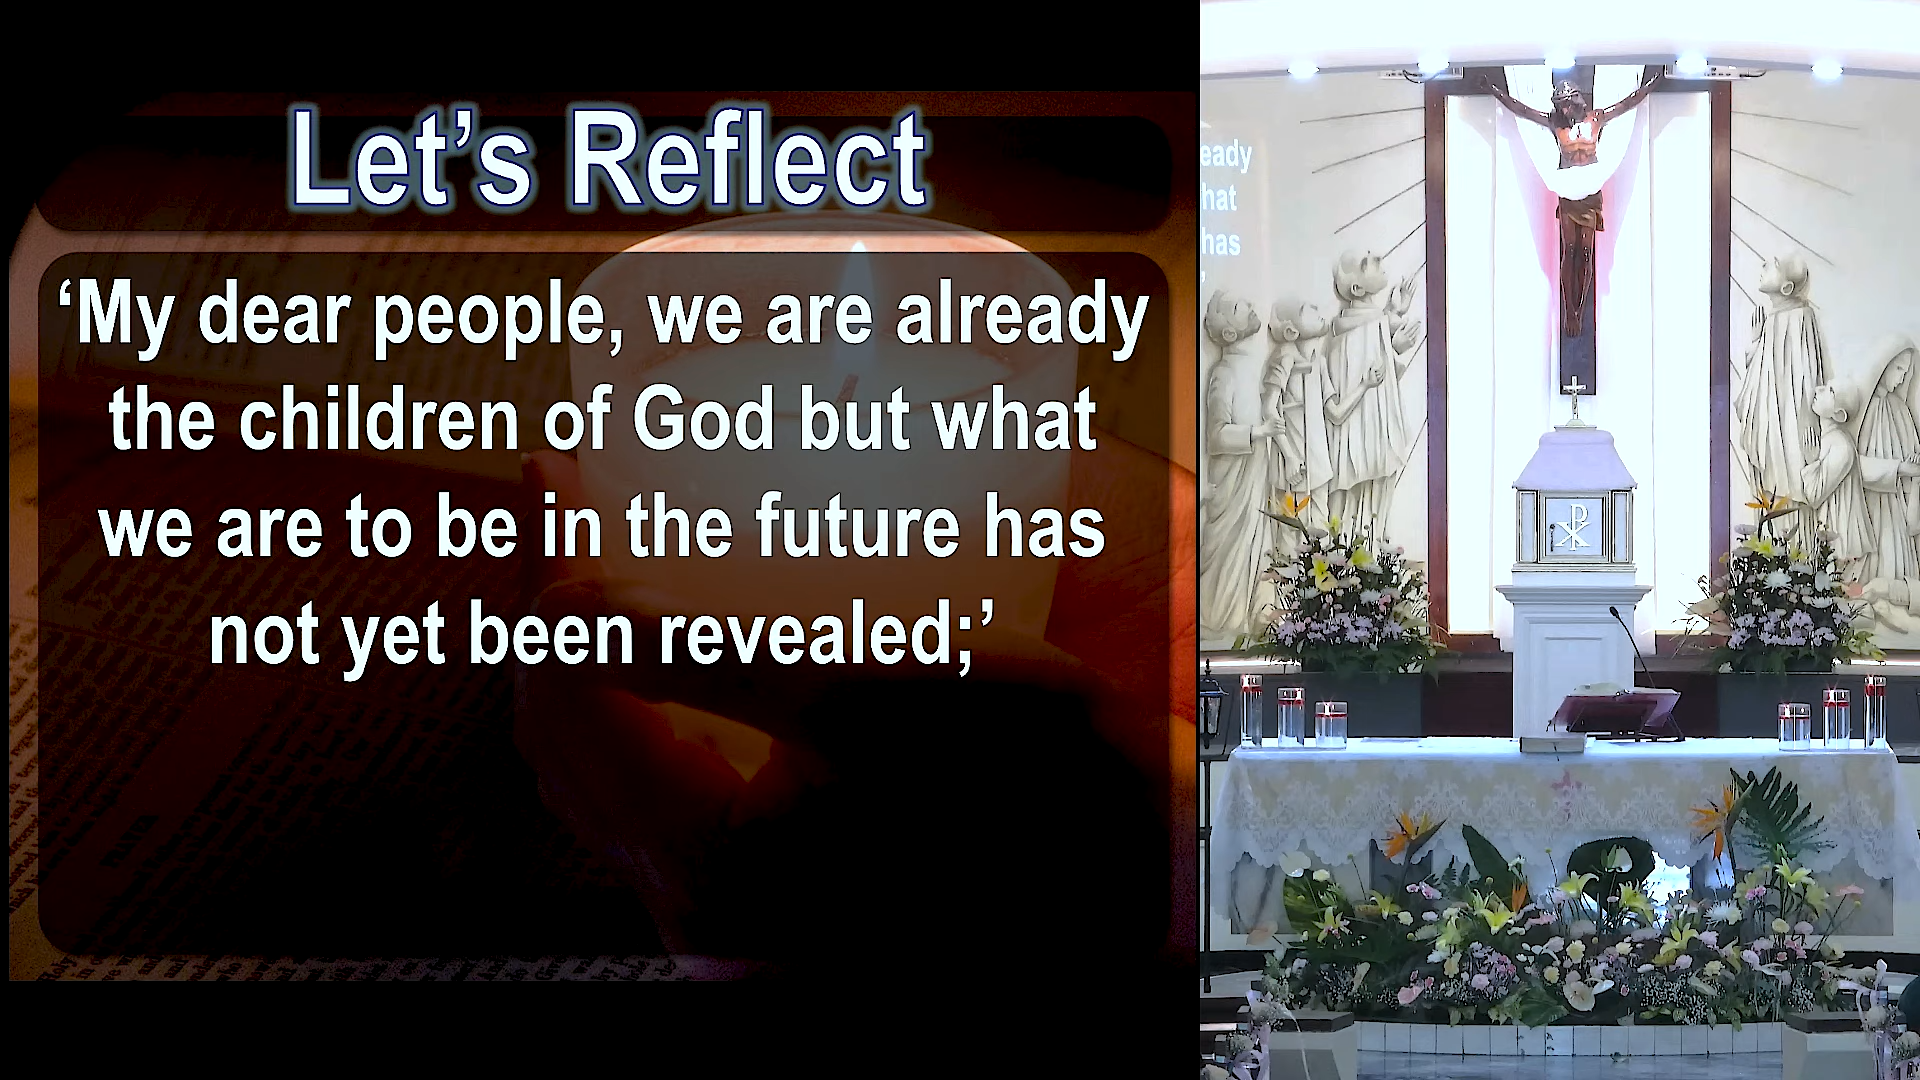 Let’s Reflect
‘My dear people, we are already
the children of God but what
we are to be in the future has
not yet been revealed;’
eady
hat
has